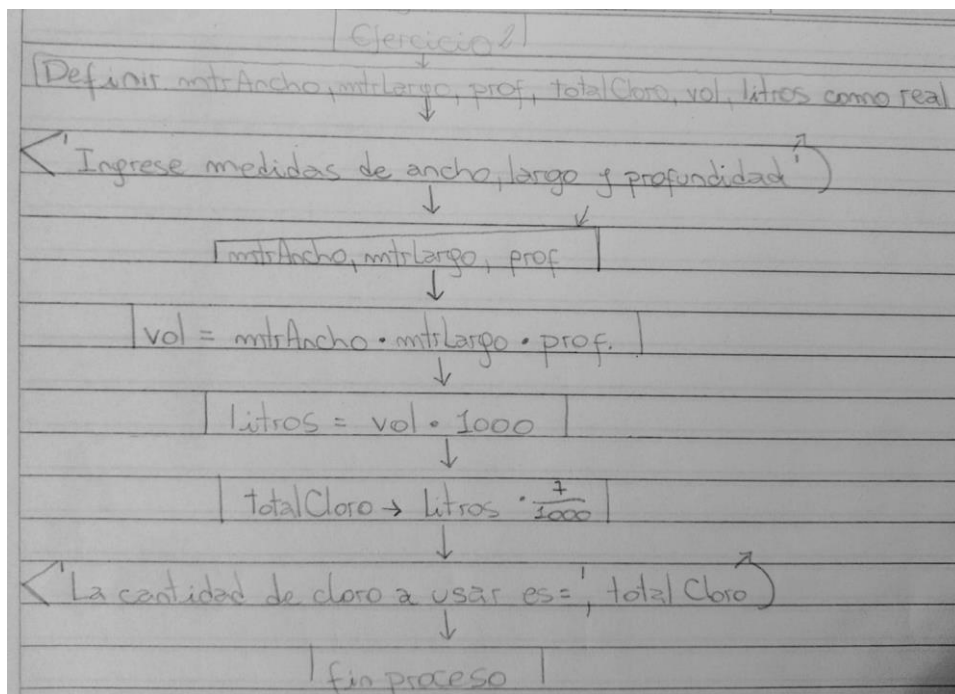 Ejercicio 2
Definir mtrAncho, mtrLargo, prof, totalCloro, vol, litros como real
'Ingrese medidas de ancho, largo y profundidad'
mtrAncho, mtrLargo, prof
vol = mtrAncho · mtrLargo · prof.
litros = vol · 1000
totalCloro → litros · 7/1000
'La cantidad de cloro a usar es=', totalCloro
fin proceso